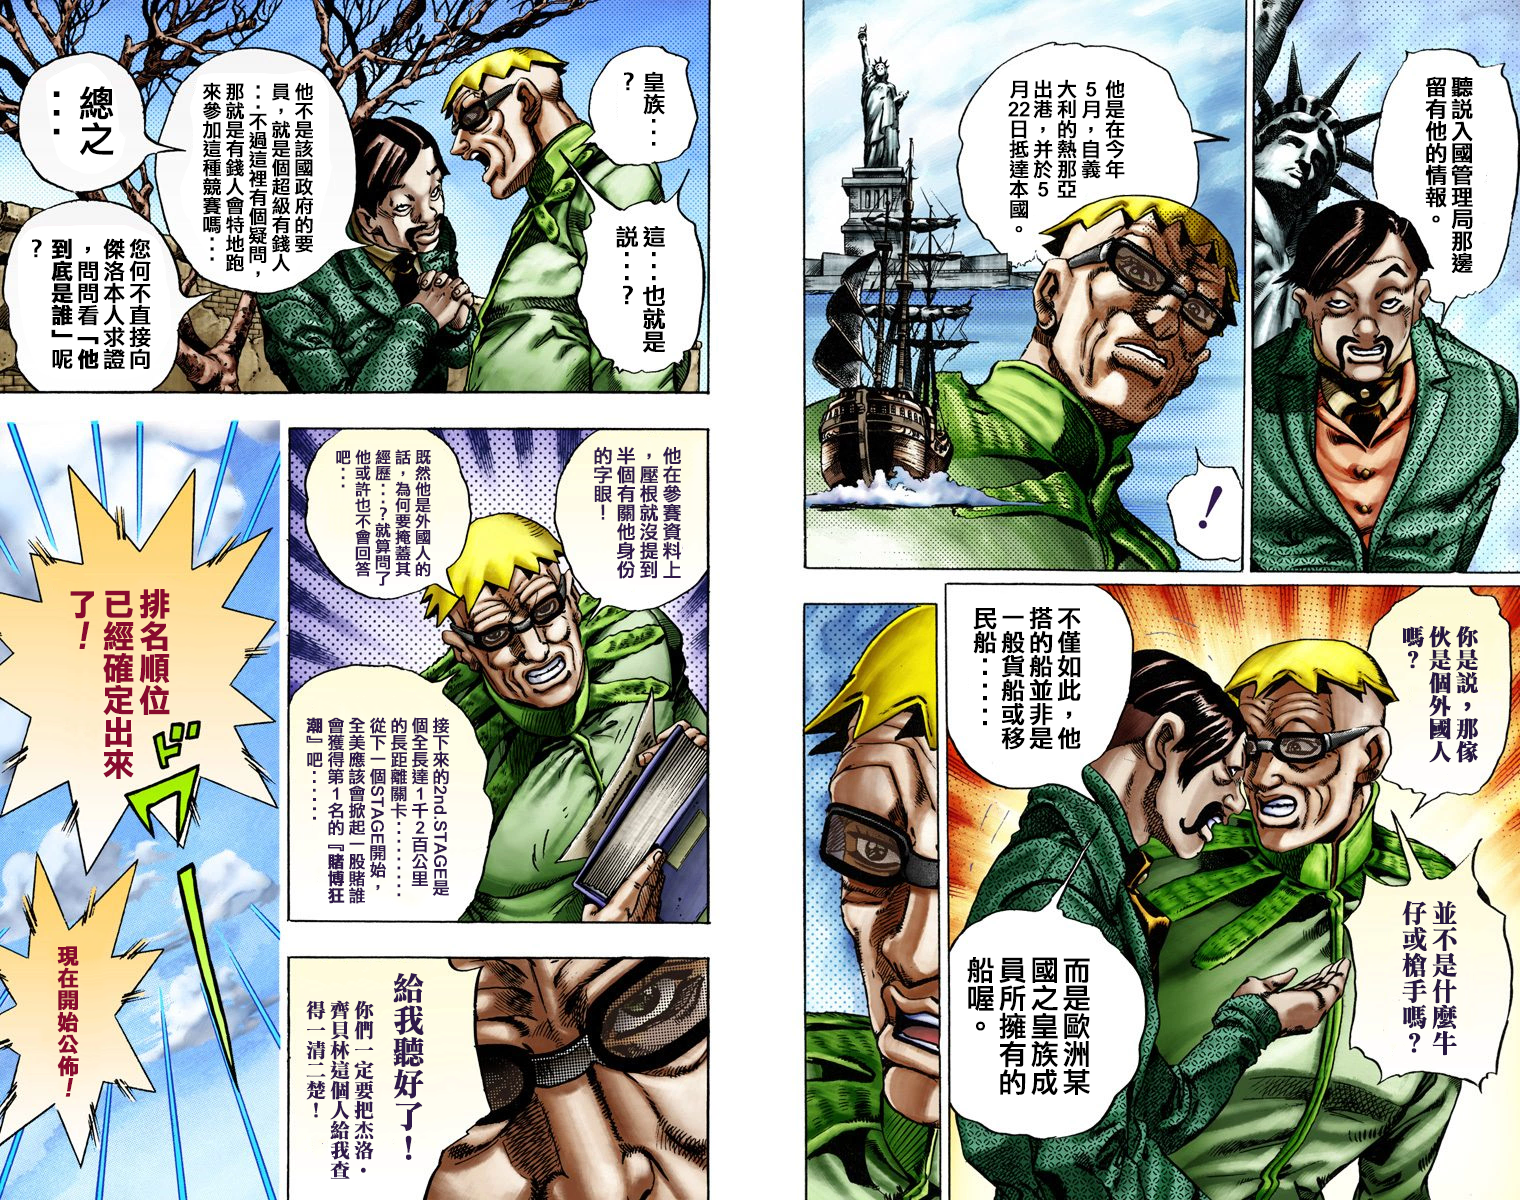 聽說入國管理局那邊
留有他的情報。
他是在今年
5月，自義
大利的熱那亞
出港，并於5
月22日抵達本國。
！
你是說，那傢
伙是個外國人
嗎？
並不是什麼牛
仔或槍手嗎？
不僅如此，他
搭的船並非是
一般貨船或移
民船．．．．．
而是歐洲某
國之皇族成
員所擁有的
船喔。
皇族．．．
？
這．．．也就是
説．．．？
他不是該國政府的要
員，就是個超級有錢人
．．．不過這裡有個疑問，
那就是有錢人會特地跑
來參加這種競賽嗎．．．
總之
．．．
您何不直接向
傑洛本人求證
，問問看「他
到底是誰」呢
？
他在參賽資料上
，壓根就沒提到
半個有關他身份
的字眼！
既然他是外國人的
話，為何要掩蓋其
經歷．．．？就算問了
他或許也不會回答
吧．．．
接下來的2nd.STAGE是
個全長達1千2百公里
的長距離關卡．．．．．．．．
從下一個STAGE開始，
全美應該會掀起一股賭誰
會獲得第1名的『賭博狂
潮』吧．．．．．
給我聽好了！
你們一定要把杰洛．
齊貝林這個人給我查
得一清二楚！
排名順位
已經確定出來
了！
ドワ
現在開始公佈！